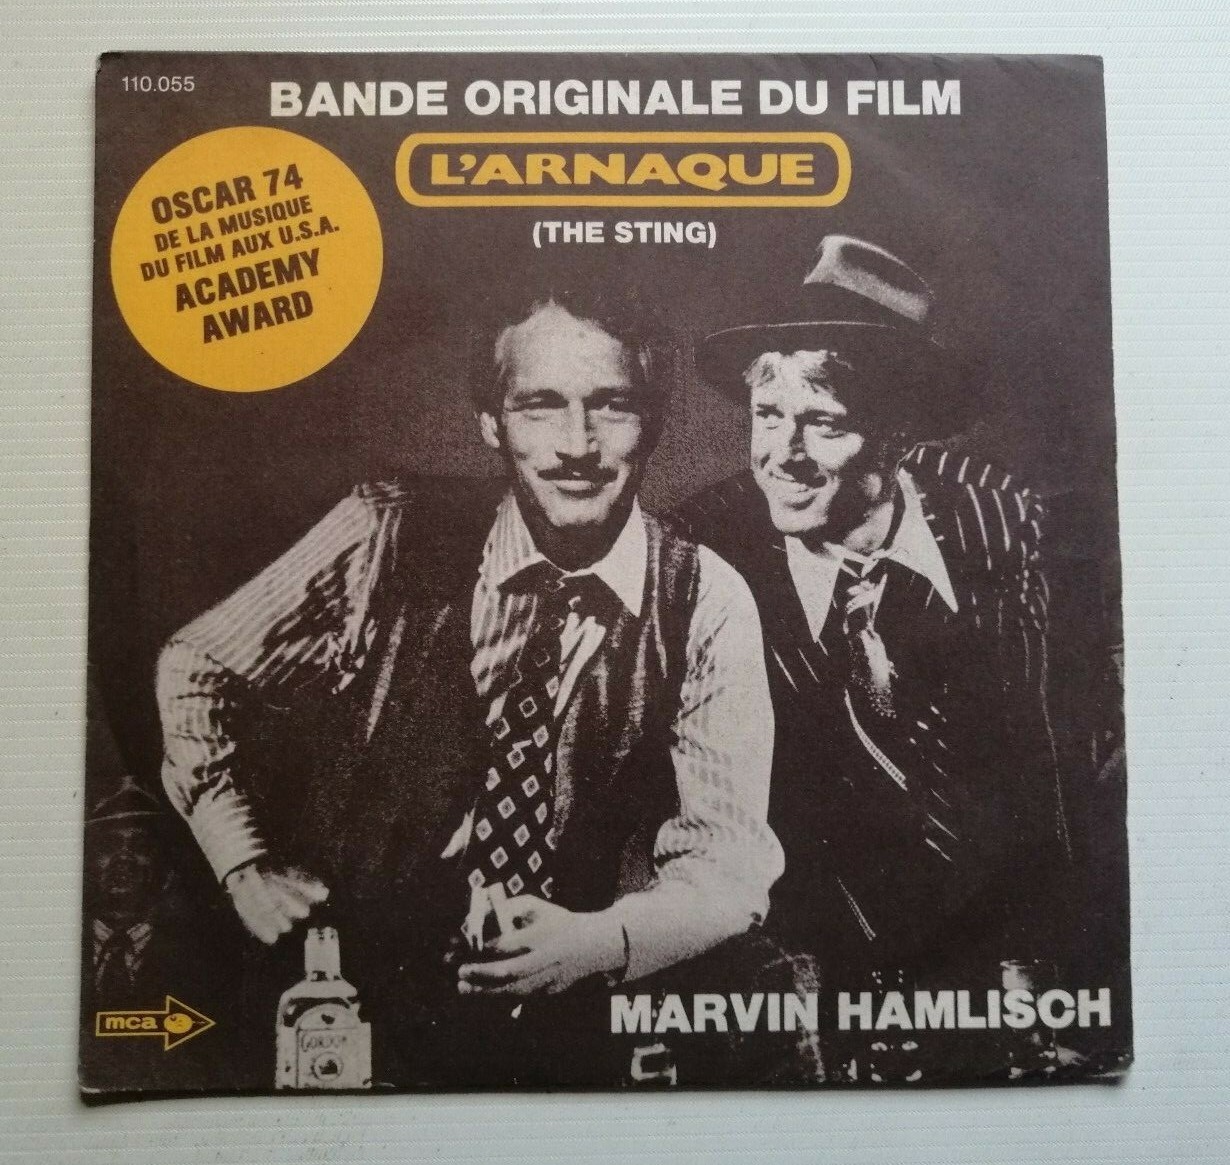 110.055
BANDE ORIGINALE DU FILM
L'ARNAQUE
(THE STING)
OSCAR 74
DE LA MUSIQUE
DU FILM AUX U.S.A.
ACADEMY
AWARD
MARVIN HAMLISCH
mca
GORDON